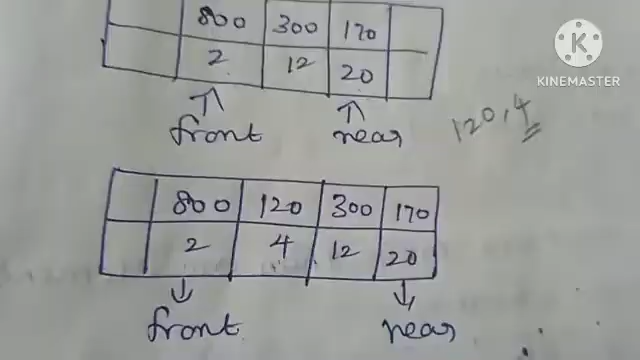 800 300 170
2 12 20
front rear
120, 4
800 120 300 170
2 4 12 20
front rear
K
KINEMASTER